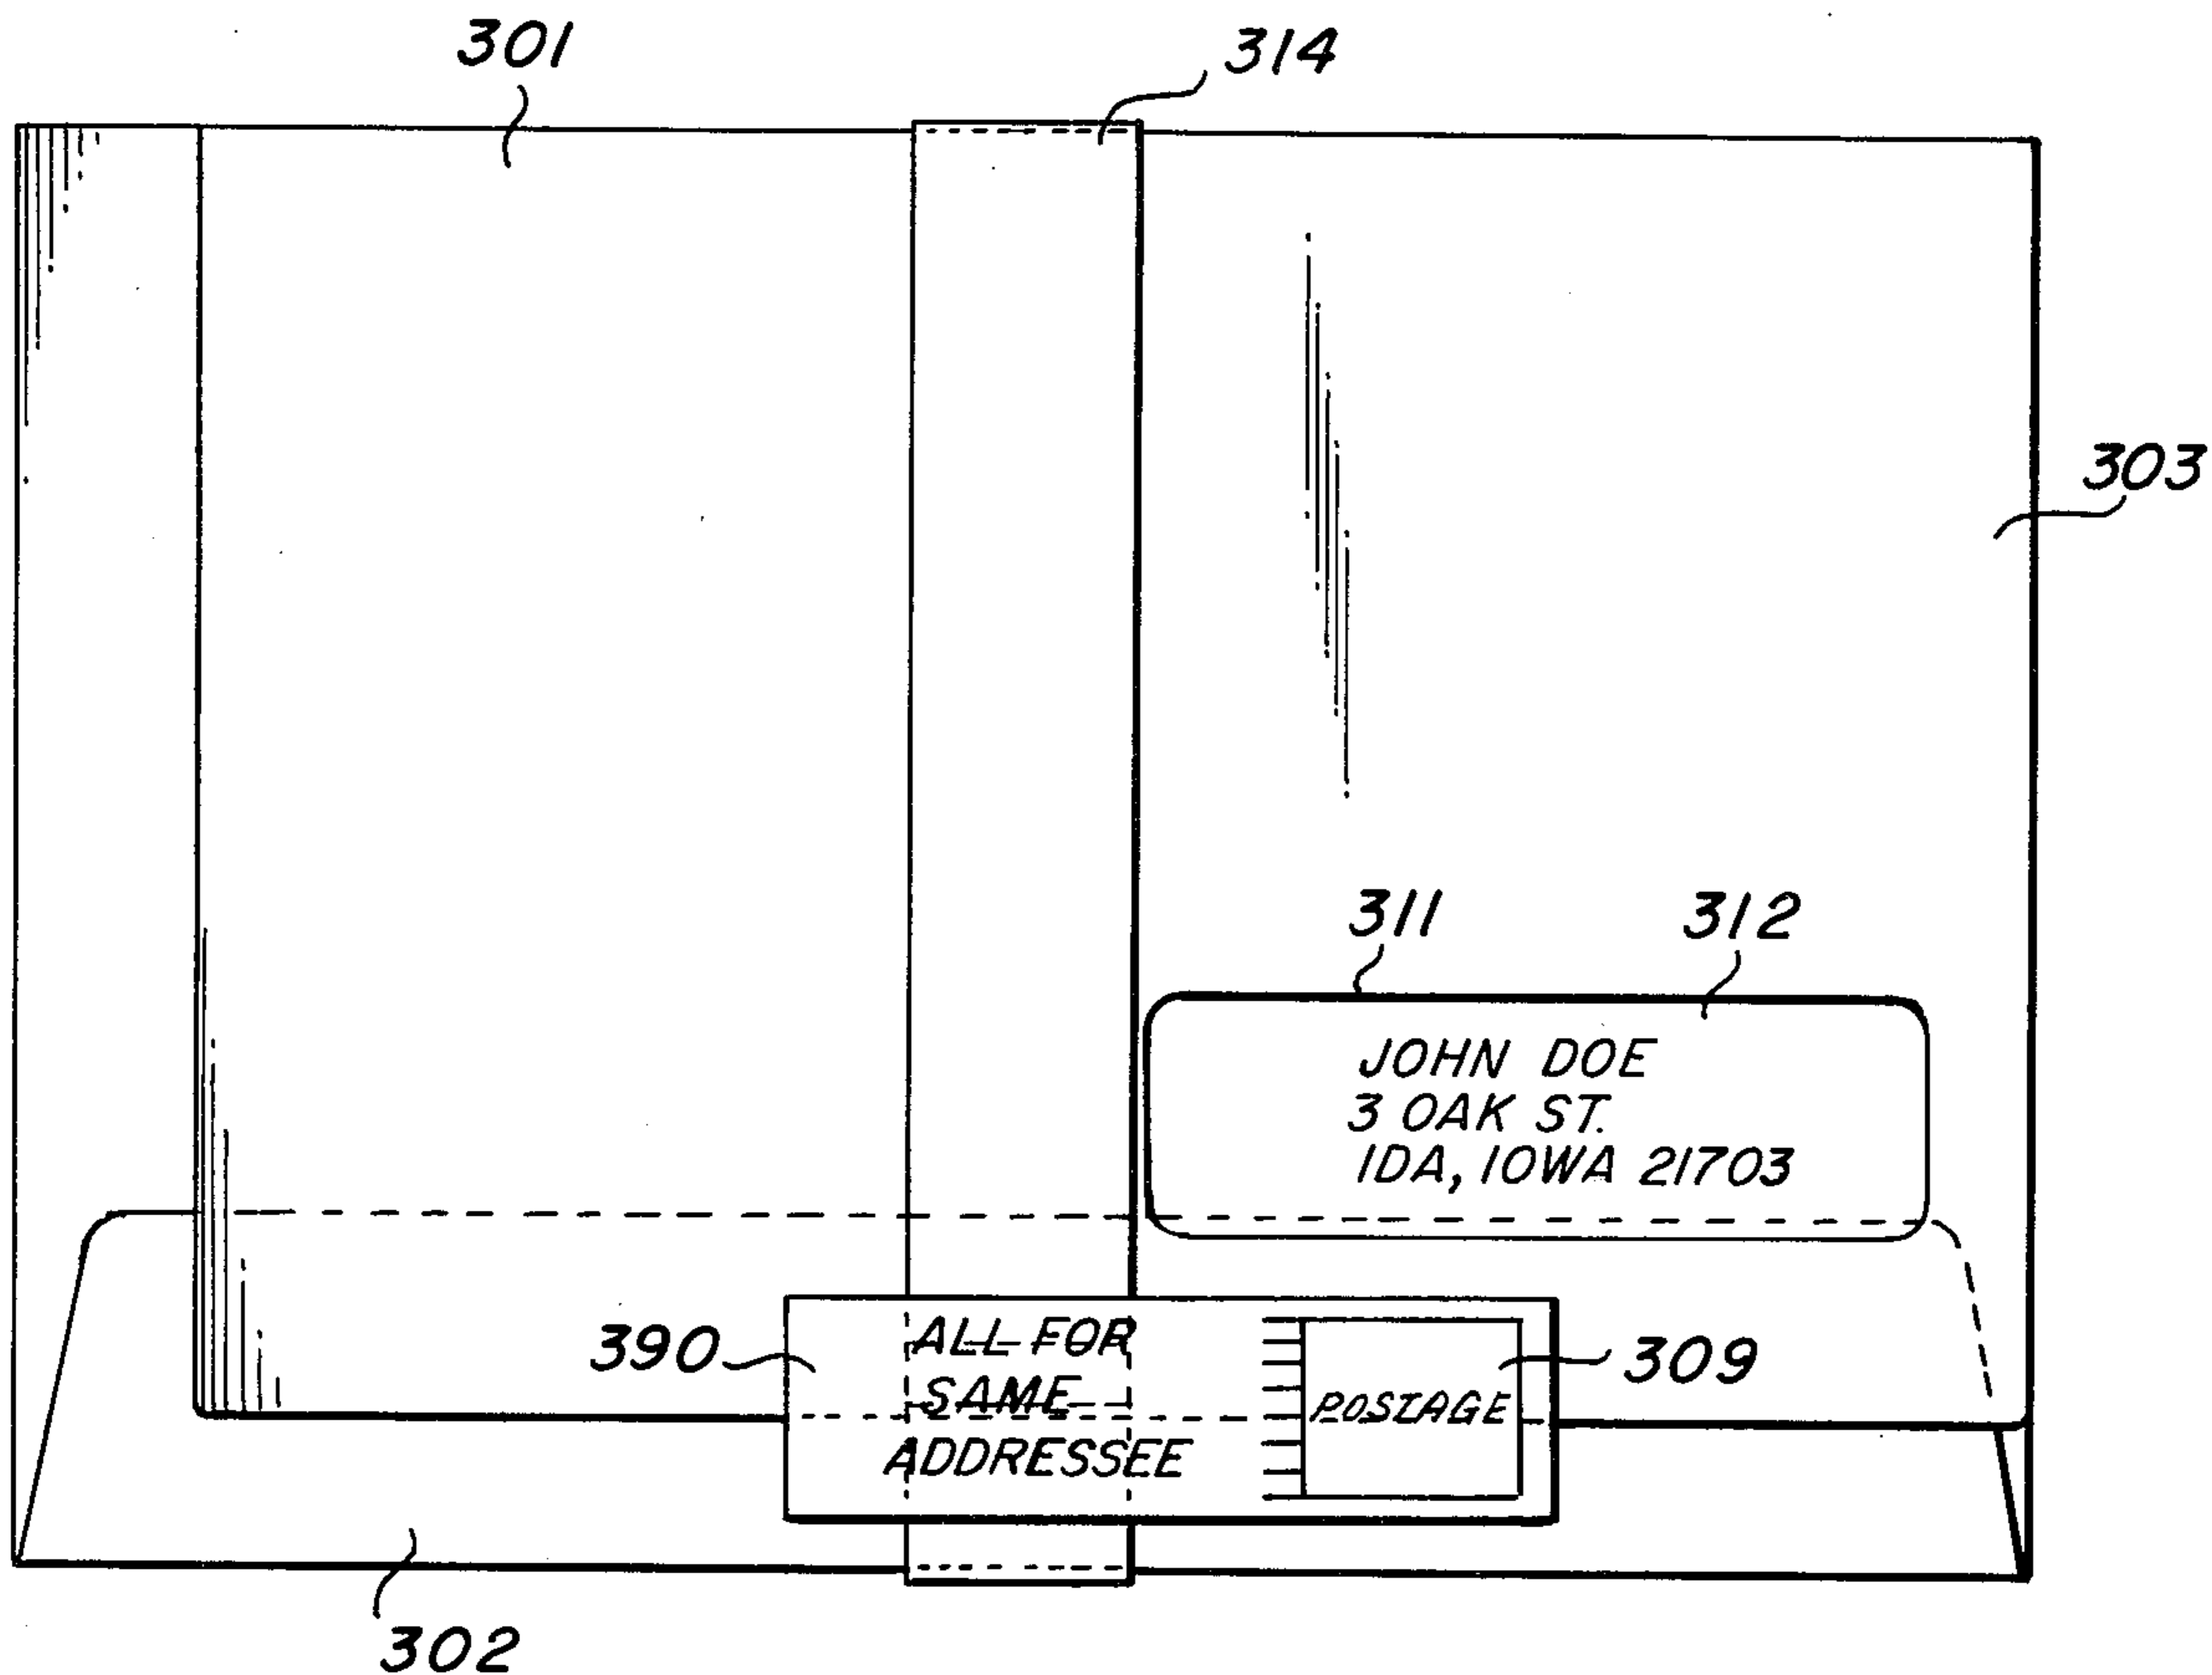 301
314
303
311
312
JOHN DOE
3 OAK ST.
IDA, IOWA 21703
390
ALL FOR
SAME
ADDRESSEE
POSTAGE
309
302